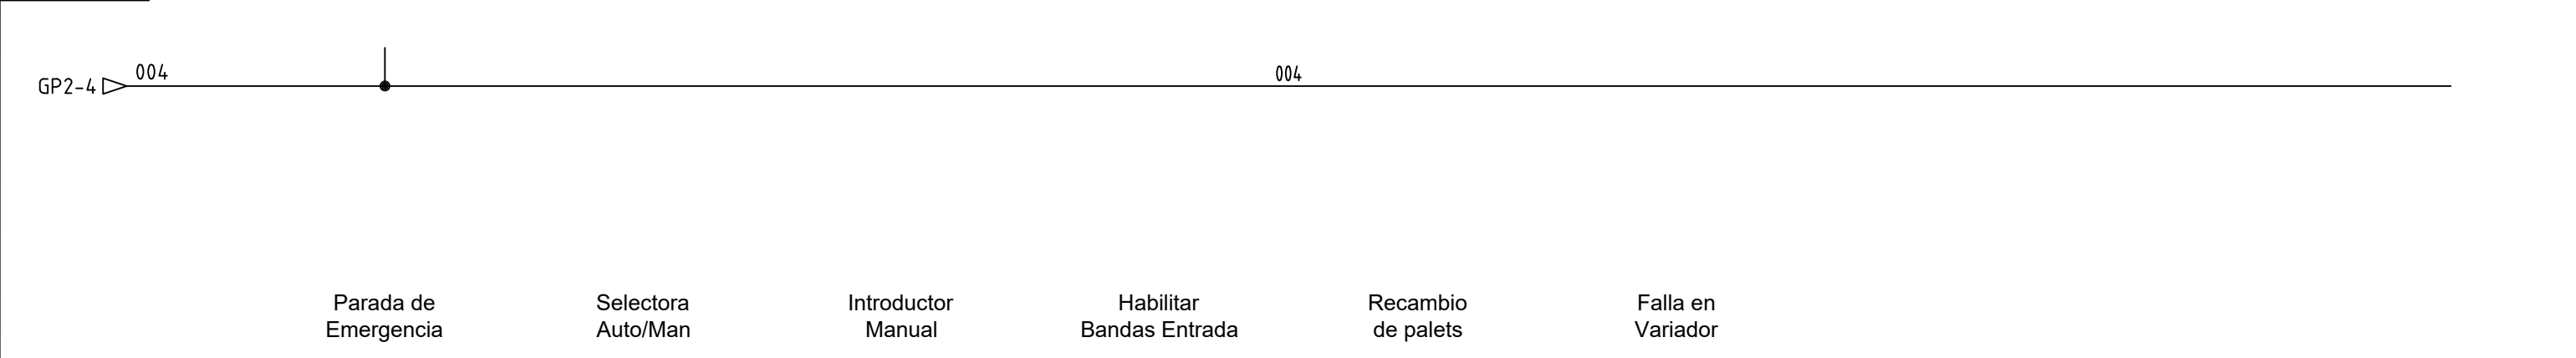 004
004
GP2-4
Parada de
Emergencia
Selectora
Auto/Man
Introductor
Manual
Habilitar
Bandas Entrada
Recambio
de palets
Falla en
Variador